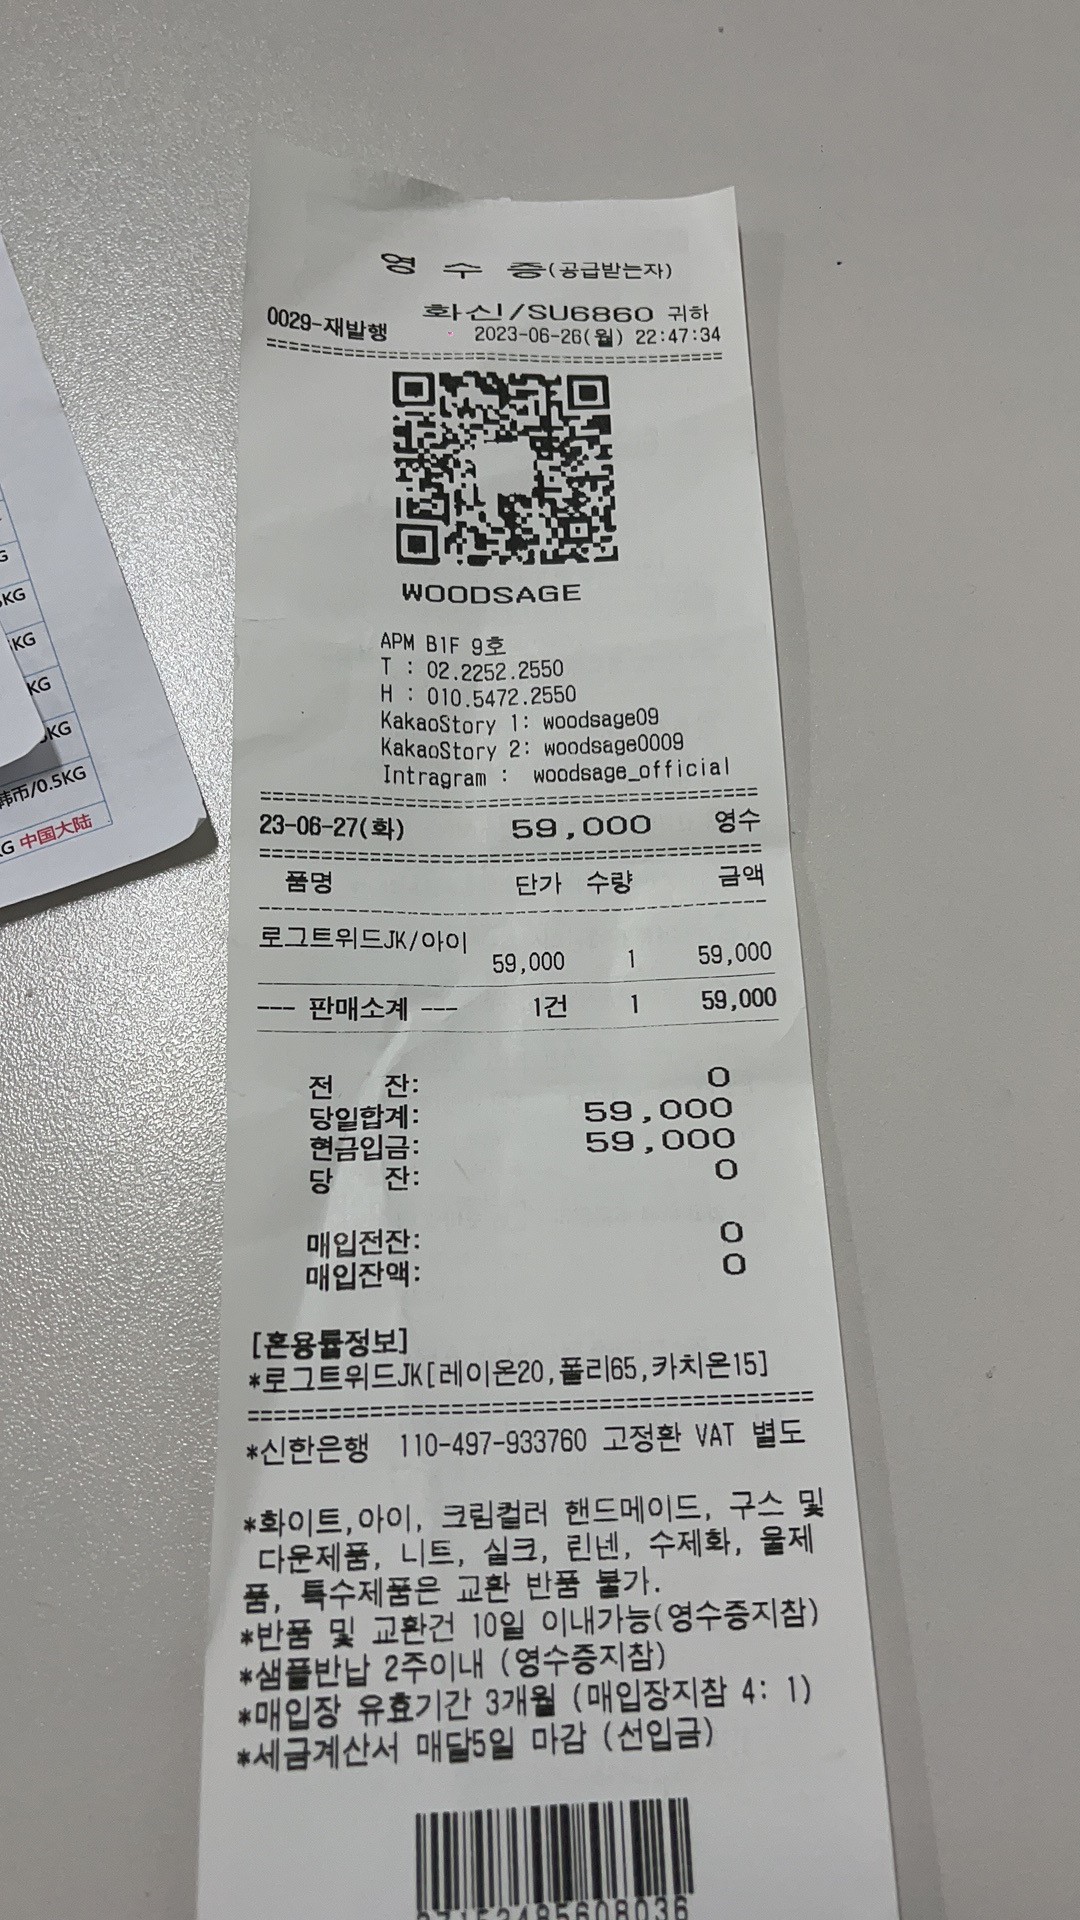 영 수 증(공급받는자)
화신/SU6860 귀하
0029-재발행 2023-06-26(월) 22:47:34
WOODSAGE
APM B1F 9호
T : 02.2252.2550
H : 010.5472.2550
KakaoStory 1: woodsage09
KakaoStory 2: woodsage0009
Intragram : woodsage_official
23-06-27(화) 59,000 영수
품명 단가 수량 금액
로그트위드JK/아이
59,000 1 59,000
--- 판매소계 --- 1건 1 59,000
전 잔: 0
당일합계: 59,000
현금입금: 59,000
당 잔: 0
매입전잔: 0
매입잔액: 0
[혼용률정보]
*로그트위드JK[레이온20,폴리65,카치온15]
*신한은행 110-497-933760 고정환 VAT 별도
*화이트,아이, 크림컬러 핸드메이드, 구스 및
다운제품, 니트, 실크, 린넨, 수제화, 울제
품, 특수제품은 교환 반품 불가.
*반품 및 교환건 10일 이내가능(영수증지참)
*샘플반납 2주이내 (영수증지참)
*매입장 유효기간 3개월 (매입장지참 4: 1)
*세금계산서 매달5일 마감 (선입금)
KG
KG
KG
KG
韩币/0.5KG
G 中国大陆